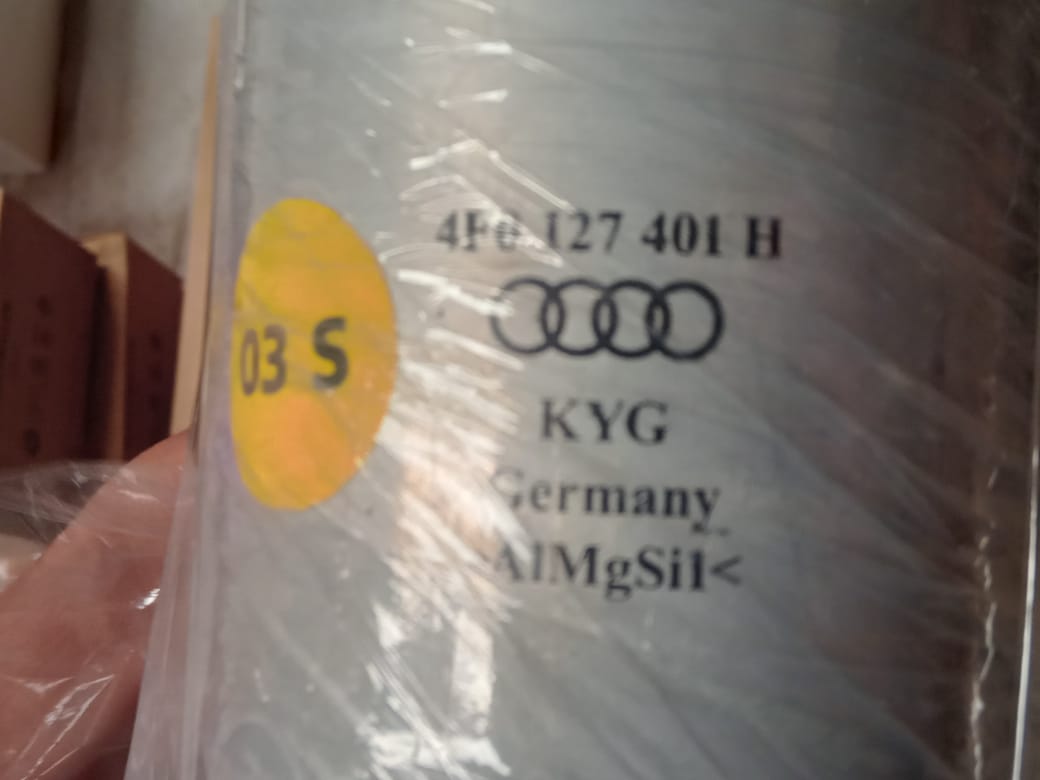 4F0 127 401 H
03 S
KYG
Germany
AlMgSi1<